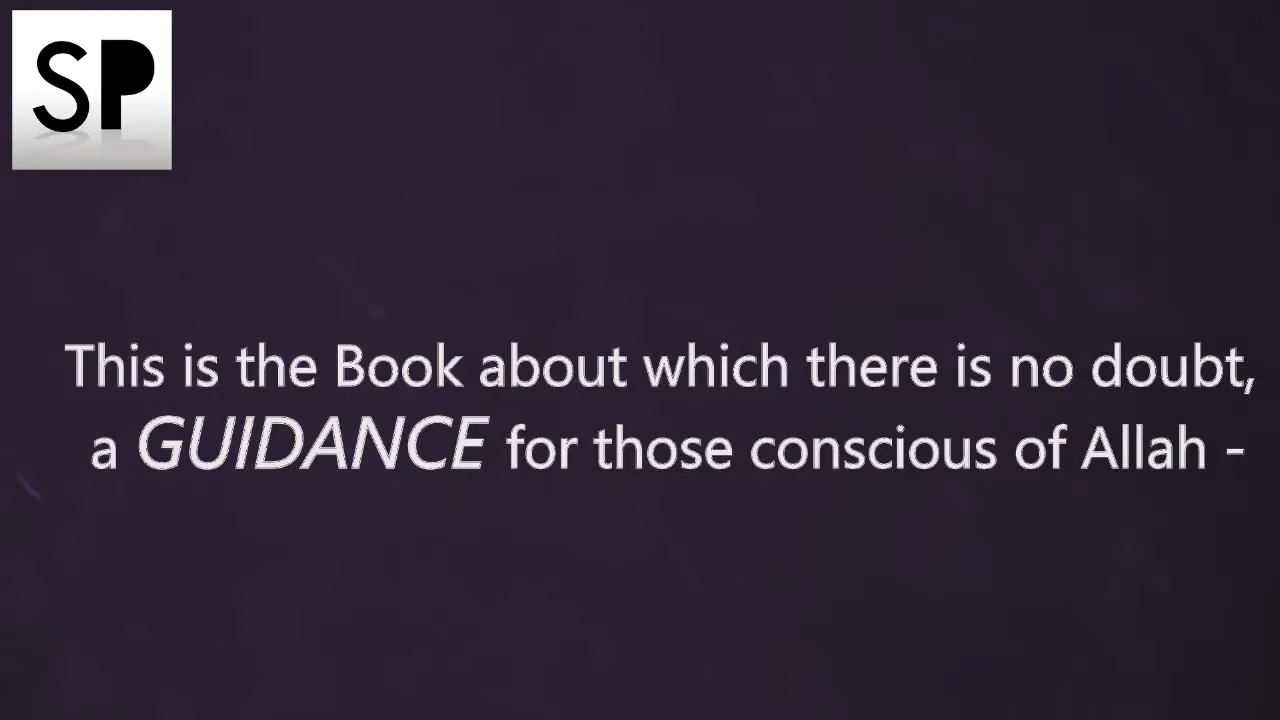 SP
This is the Book about which there is no doubt,
a GUIDANCE for those conscious of Allah -